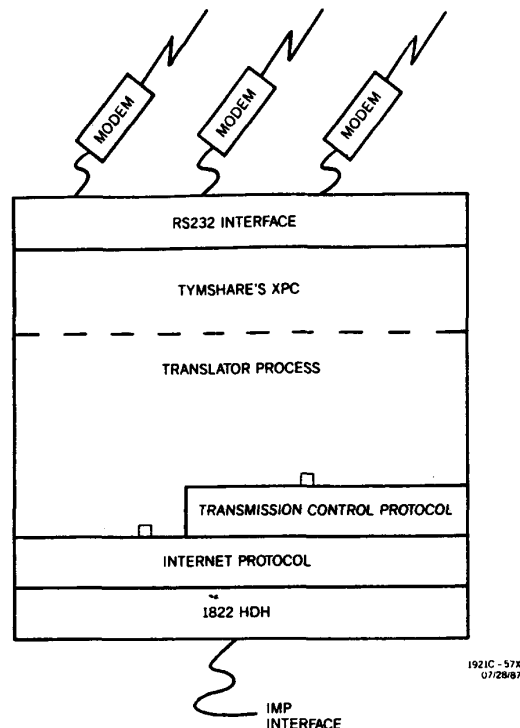 MODEM
MODEM
MODEM
RS232 INTERFACE
TYMSHARE'S XPC
TRANSLATOR PROCESS
TRANSMISSION CONTROL PROTOCOL
INTERNET PROTOCOL
1822 HDH
1921C - 57X
07/28/87
IMP
INTERFACE